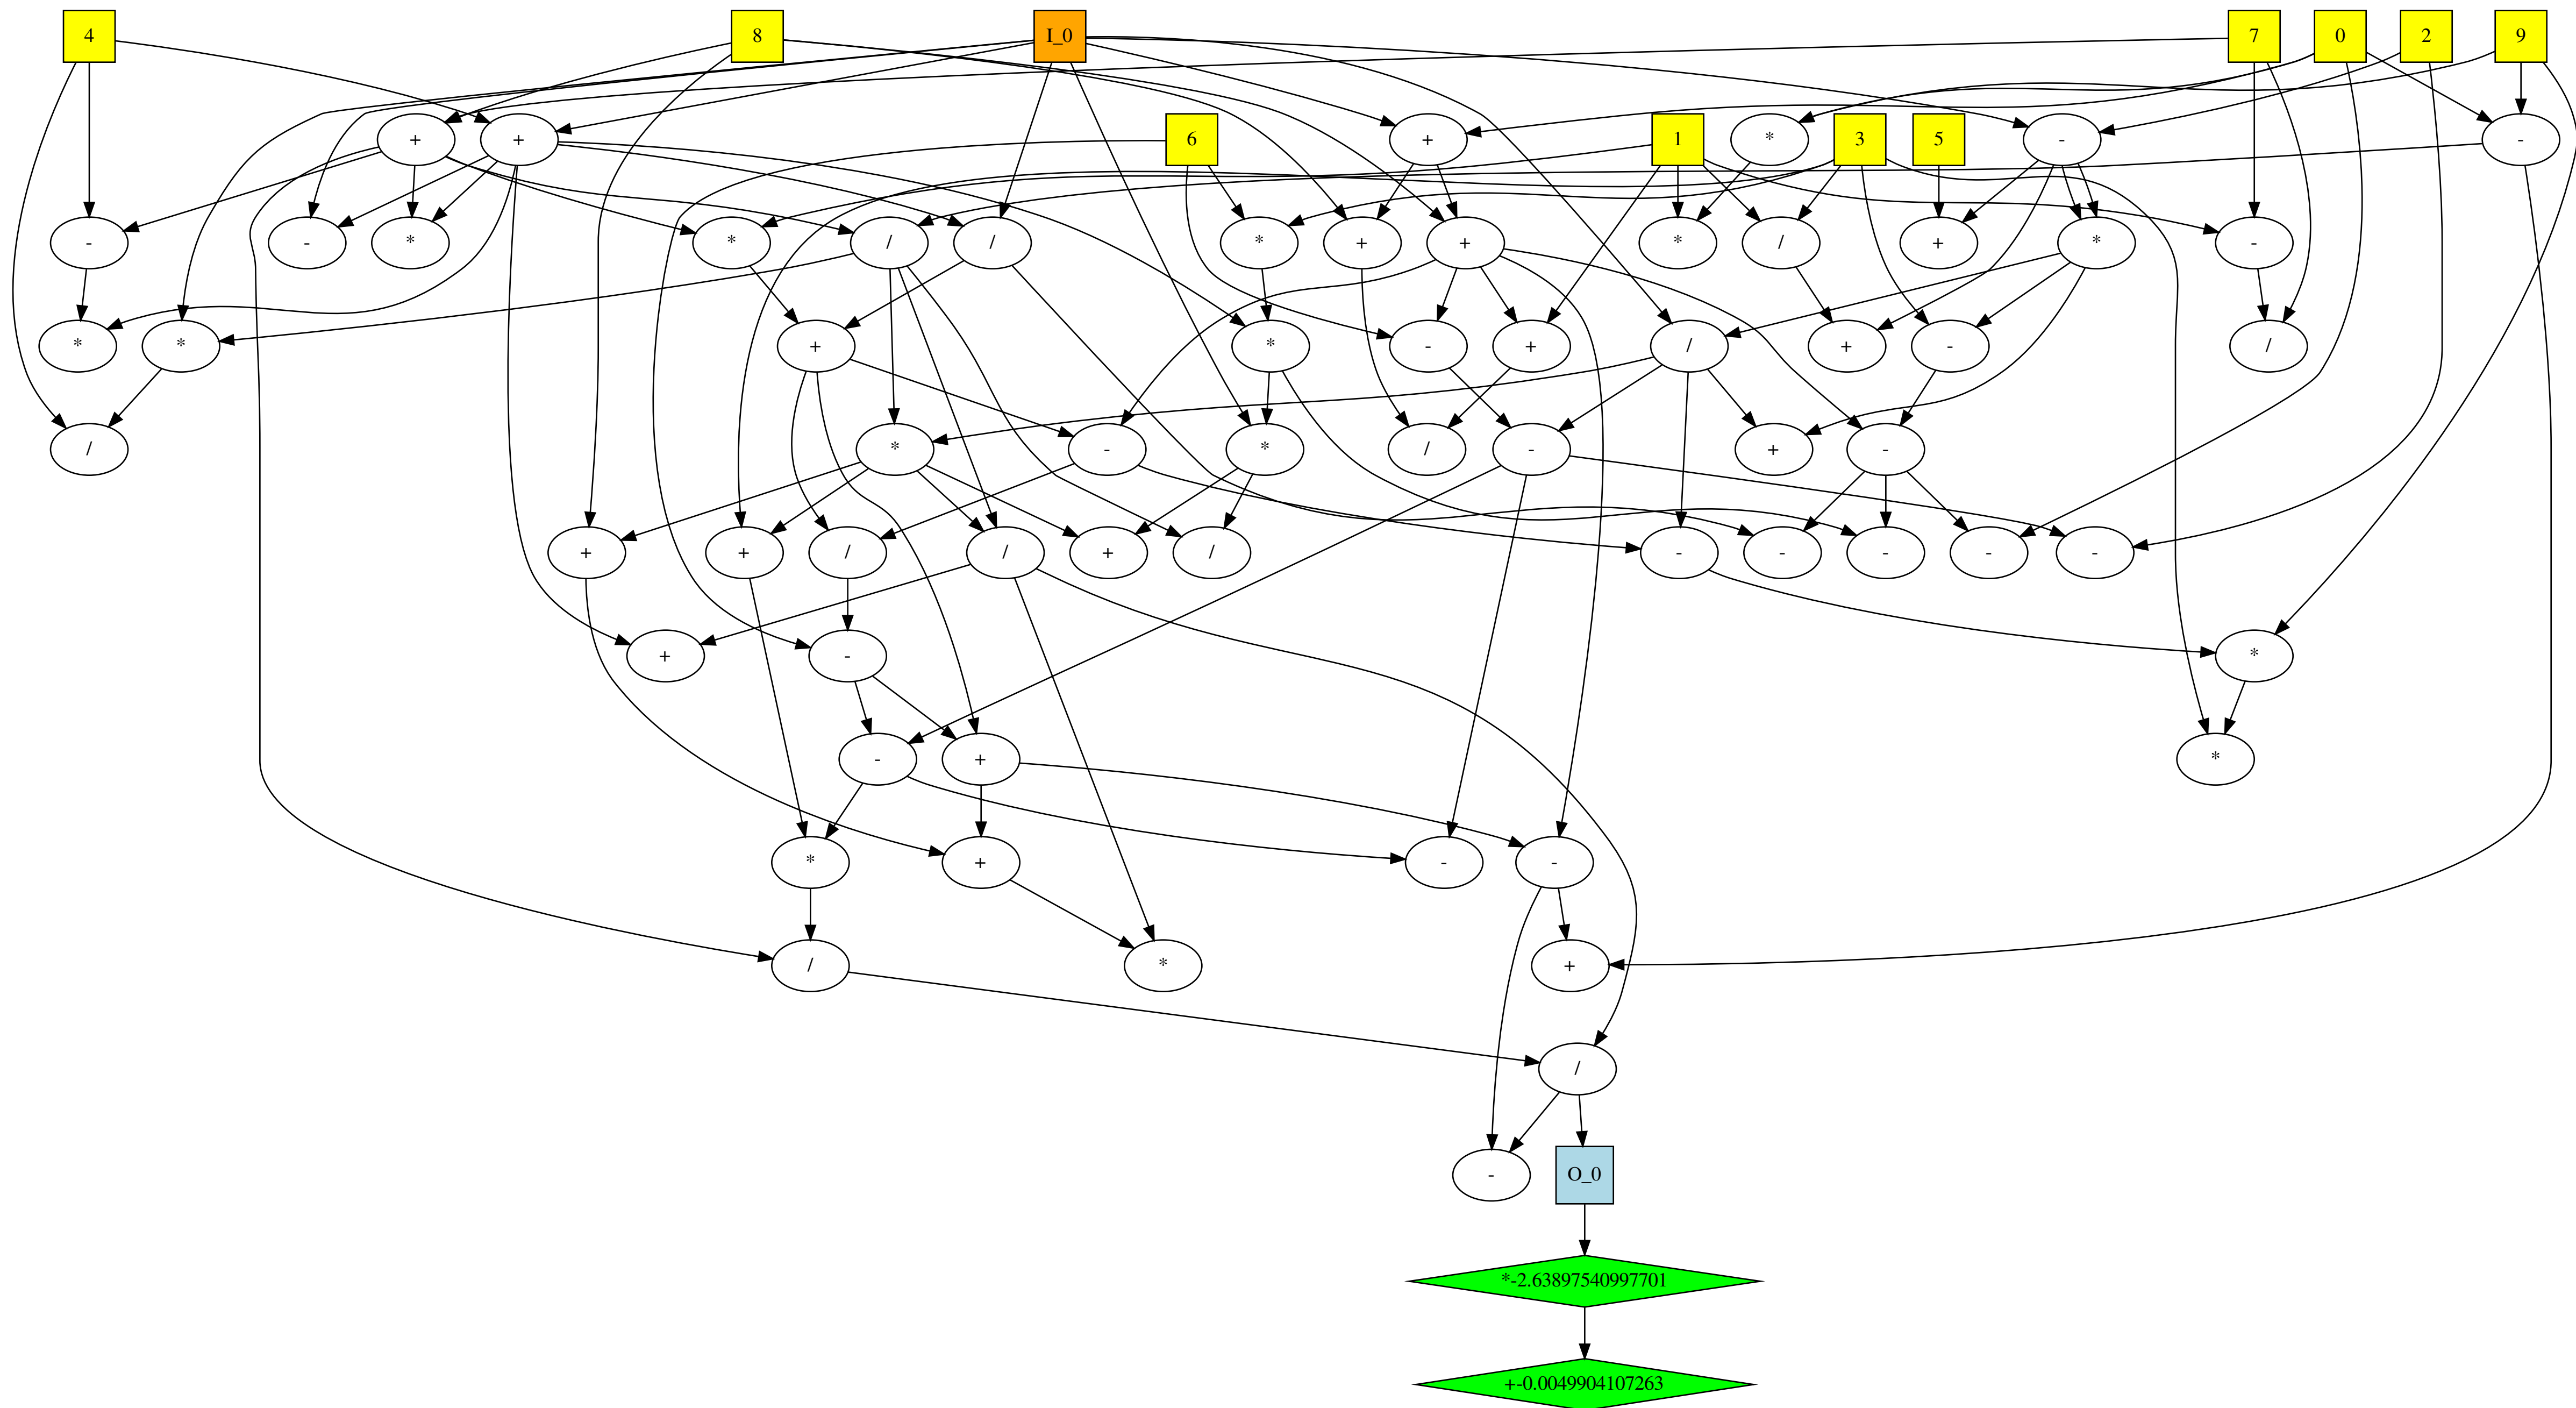 4 8 I_0 7 0 2 9
+ + 6 + 1 * 3 5 - -
- - * * / / * + + * / + * -
* * + * - + / + - /
/ * - * / - + -
+ + / / + / - - - - -
+ - *
- + *
* + - -
/ * +
/
- O_0
*-2.63897540997701
+-0.0049904107263